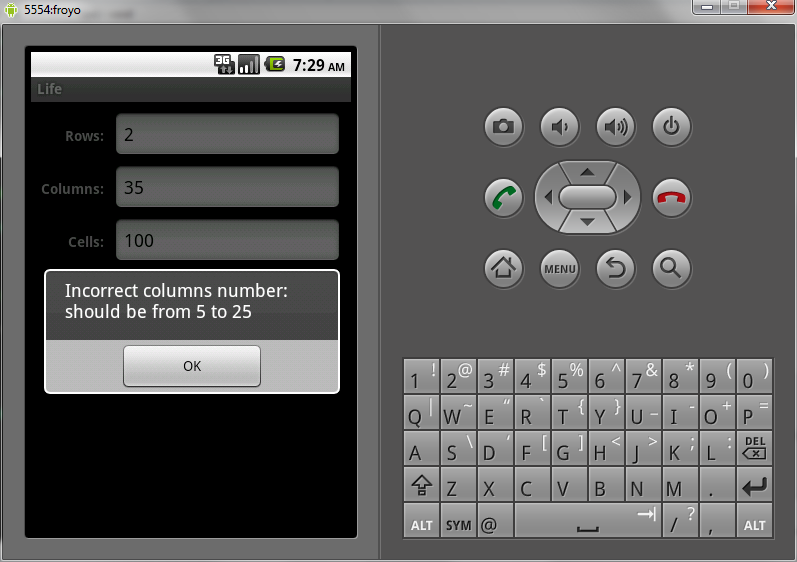 5554:froyo
3G 7:29 AM
Life
Rows: 2
Columns: 35
Cells: 100
Incorrect columns number:
should be from 5 to 25
OK
MENU
1 ! 2 @ 3 # 4 $ 5 % 6 ^ 7 & 8 * 9 ( 0 )
Q | W ~ E “ R ` T { Y } U _ I - O + P =
A S \ D ‘ F [ G ] H < J > K ; L : DEL
Z X C V B N M .
ALT SYM @ / ? , ALT